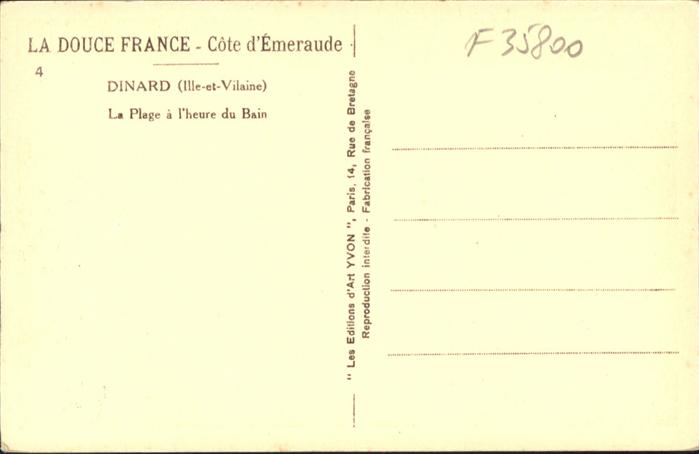 LA DOUCE FRANCE - Côte d'Émeraude
4
DINARD (Ille-et-Vilaine)
La Plage à l'heure du Bain
" Les Editions d'Art YVON ", Paris, 14, Rue de Bretagne
Reproduction interdite - Fabrication française
F 35800